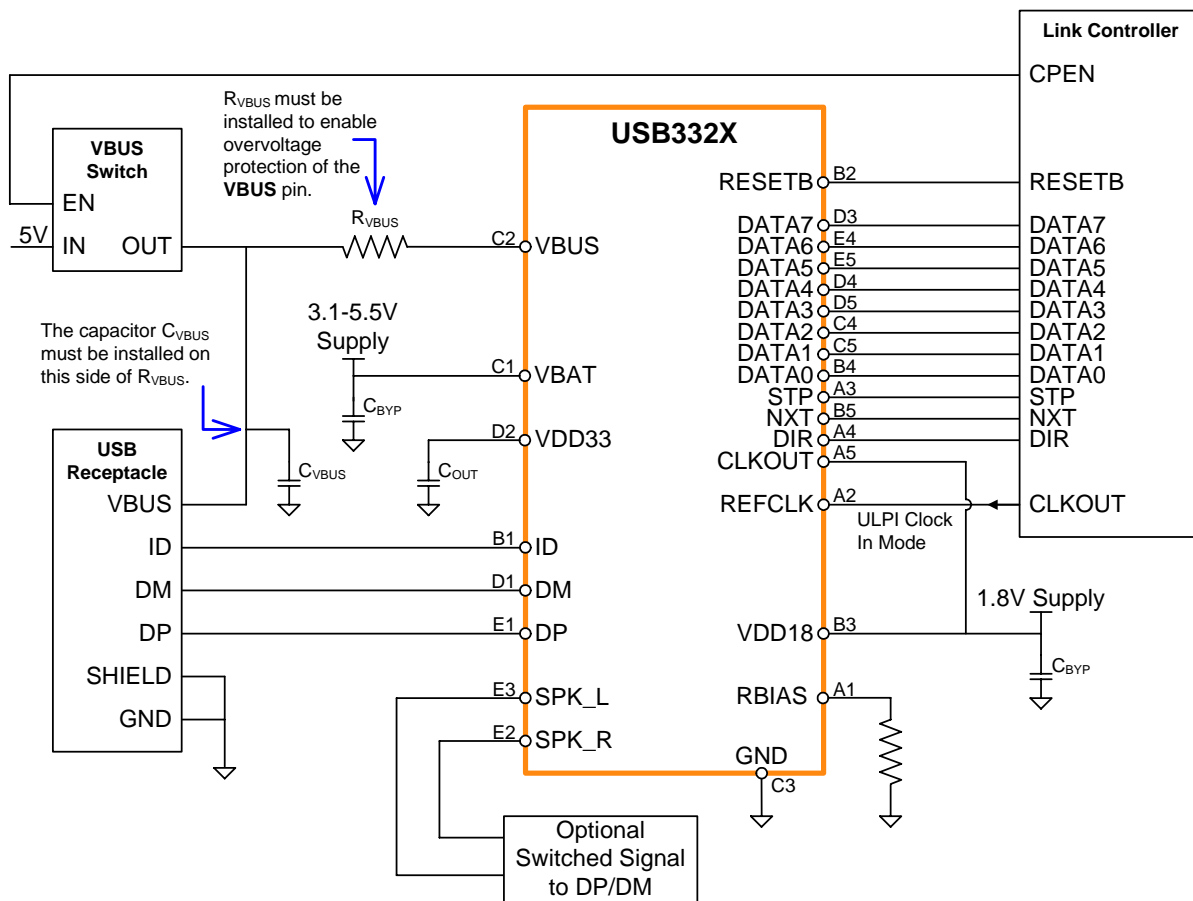 Link Controller
CPEN
RVBUS must be
installed to enable
overvoltage
protection of the
VBUS pin.
USB332X
VBUS
Switch
EN
5V
IN
OUT
RVBUS
C2
VBUS
RESETB
B2
RESETB
DATA7
D3
DATA7
DATA6
E4
DATA6
DATA5
E5
DATA5
DATA4
D4
DATA4
DATA3
D5
DATA3
DATA2
C4
DATA2
DATA1
C5
DATA1
DATA0
B4
DATA0
STP
A3
STP
NXT
B5
NXT
DIR
A4
DIR
CLKOUT
A5
REFCLK
A2
CLKOUT
ULPI Clock
In Mode
3.1-5.5V
Supply
C1
VBAT
CBYP
The capacitor CVBUS
must be installed on
this side of RVBUS.
D2
VDD33
COUT
CVBUS
USB
Receptacle
VBUS
ID
B1
ID
DM
D1
DM
DP
E1
DP
SHIELD
GND
1.8V Supply
VDD18
B3
CBYP
E3
SPK_L
RBIAS
A1
E2
SPK_R
GND
C3
Optional
Switched Signal
to DP/DM